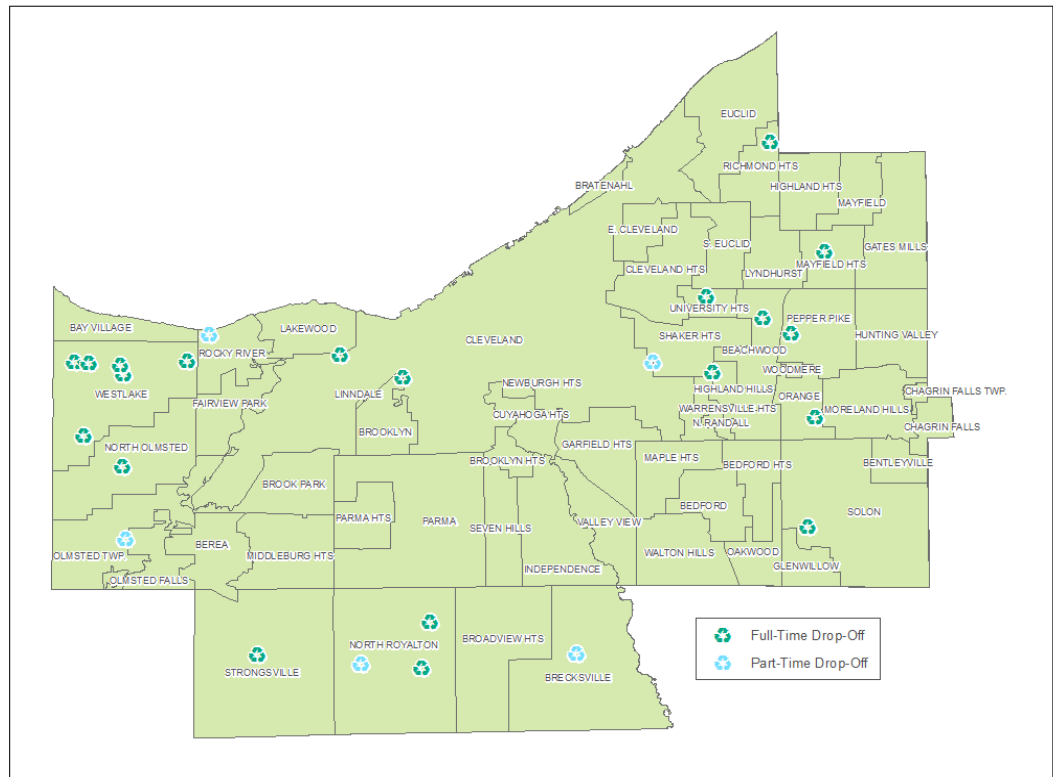 EUCLID
RICHMOND HTS
HIGHLAND HTS
BRATENAHL
MAYFIELD
E. CLEVELAND
S. EUCLID
GATES MILLS
CLEVELAND HTS
LYNDHURST
MAYFIELD HTS
UNIVERSITY HTS
PEPPER PIKE
BAY VILLAGE
LAKEWOOD
SHAKER HTS
HUNTING VALLEY
CLEVELAND
ROCKY RIVER
BEACHWOOD
WOODMERE
NEWBURGH HTS
HIGHLAND HILLS
CHAGRIN FALLS TWP.
WESTLAKE
LINNDALE
ORANGE
FAIRVIEW PARK
WARRENSVILLE HTS
MORELAND HILLS
CUYAHOGA HTS
N. RANDALL
CHAGRIN FALLS
BROOKLYN
NORTH OLMSTED
GARFIELD HTS
MAPLE HTS
BROOKLYN HTS
BEDFORD HTS
BENTLEYVILLE
BROOK PARK
BEDFORD
SOLON
PARMA HTS
PARMA
VALLEY VIEW
SEVEN HILLS
BEREA
OLMSTED TWP.
MIDDLEBURG HTS
WALTON HILLS
OAKWOOD
GLENWILLOW
INDEPENDENCE
OLMSTED FALLS
NORTH ROYALTON
BROADVIEW HTS
STRONGSVILLE
BRECKSVILLE
Full-Time Drop-Off
Part-Time Drop-Off